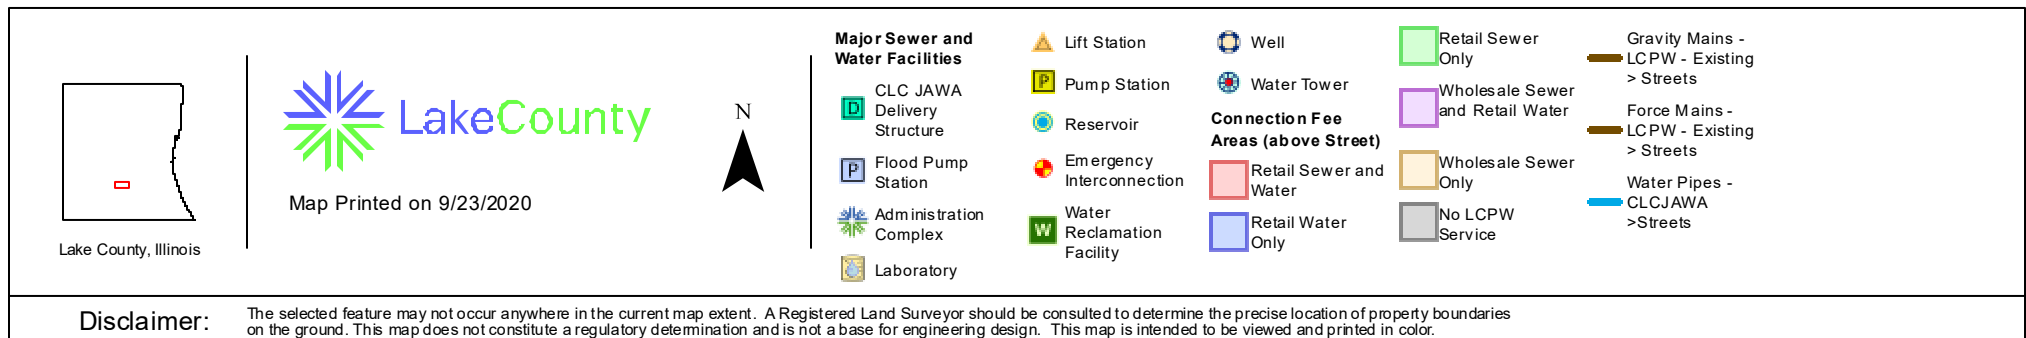 Lake County, Illinois
LakeCounty
Map Printed on 9/23/2020
N
Major Sewer and
Water Facilities
D
CLC JAWA
Delivery
Structure
P
Flood Pump
Station
Administration
Complex
Laboratory
Lift Station
P
Pump Station
Reservoir
Emergency
Interconnection
W
Water
Reclamation
Facility
Well
Water Tower
Connection Fee
Areas (above Street)
Retail Sewer and
Water
Retail Water
Only
Retail Sewer
Only
Wholesale Sewer
and Retail Water
Wholesale Sewer
Only
No LCPW
Service
Gravity Mains -
LCPW - Existing
> Streets
Force Mains -
LCPW - Existing
> Streets
Water Pipes -
CLCJAWA
>Streets
Disclaimer:
The selected feature may not occur anywhere in the current map extent. A Registered Land Surveyor should be consulted to determine the precise location of property boundaries
on the ground. This map does not constitute a regulatory determination and is not a base for engineering design. This map is intended to be viewed and printed in color.